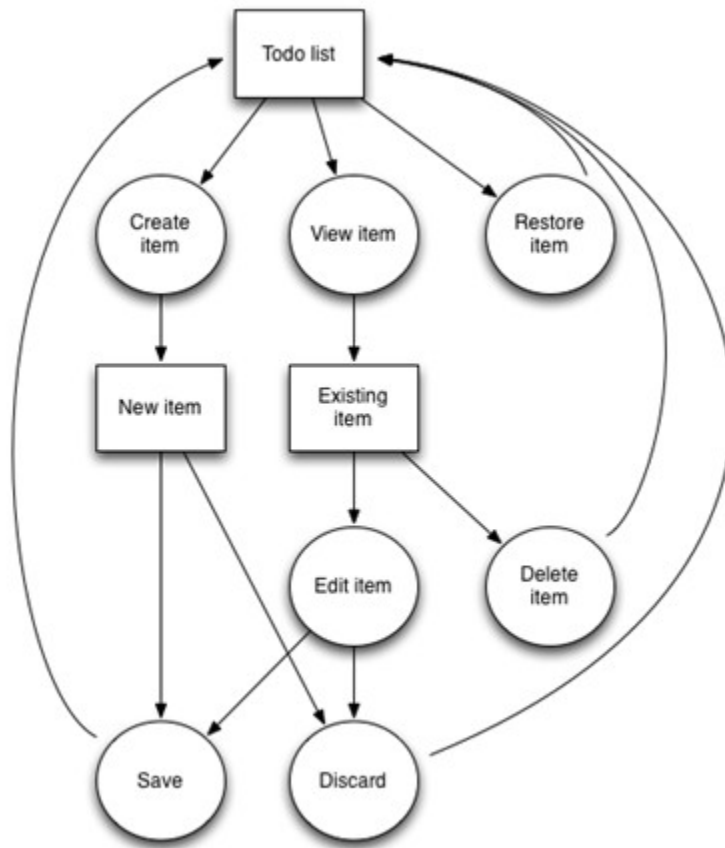 Todo list
Create
item
View item
Restore
item
New item
Existing
item
Edit item
Delete
item
Save
Discard